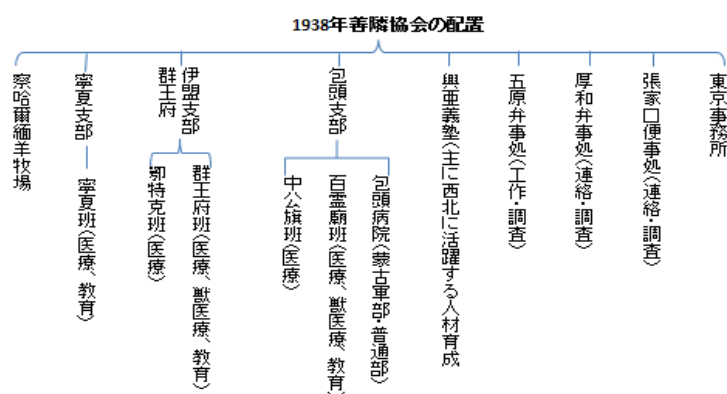 1938年善隣協会の配置
東京事務所
張家口便事処(連絡・調査)
厚和弁事処(連絡・調査)
五原弁事処(工作・調査)
興亜義塾(主に西北に活躍する人材育成
包頭支部
包頭病院(蒙古軍部・普通部)
百霊廟班(医療、獣医療、教育)
中公旗班(医療)
伊盟支部
群王府
群王府班(医療、獣医療、教育)
鄂特克班(医療)
寧夏支部
寧夏班(医療、教育)
察哈爾緬羊牧場